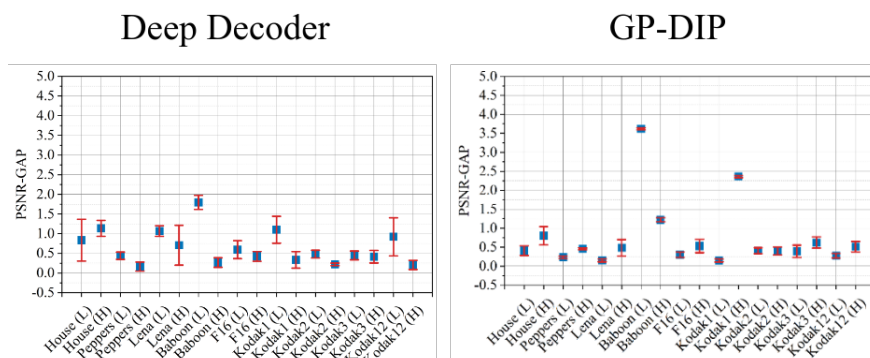 Deep Decoder
GP-DIP
PSNR-GAP
5.0
4.5
4.0
3.5
3.0
2.5
2.0
1.5
1.0
0.5
0.0
-0.5
House (L)
House (H)
Peppers (L)
Peppers (H)
Lena (L)
Lena (H)
Baboon (L)
Baboon (H)
F16 (L)
F16 (H)
Kodak1 (L)
Kodak1 (H)
Kodak2 (L)
Kodak2 (H)
Kodak3 (L)
Kodak3 (H)
Kodak12 (L)
Kodak12 (H)
PSNR-GAP
5.0
4.5
4.0
3.5
3.0
2.5
2.0
1.5
1.0
0.5
0.0
-0.5
House (L)
House (H)
Peppers (L)
Peppers (H)
Lena (L)
Lena (H)
Baboon (L)
Baboon (H)
F16 (L)
F16 (H)
Kodak1 (L)
Kodak1 (H)
Kodak2 (L)
Kodak2 (H)
Kodak3 (L)
Kodak3 (H)
Kodak12 (L)
Kodak12 (H)